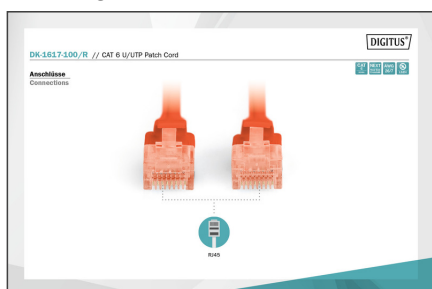 DIGITUS®
DK-1617-100/R // CAT 6 U/UTP Patch Cord
Anschlüsse
Connections
RJ45